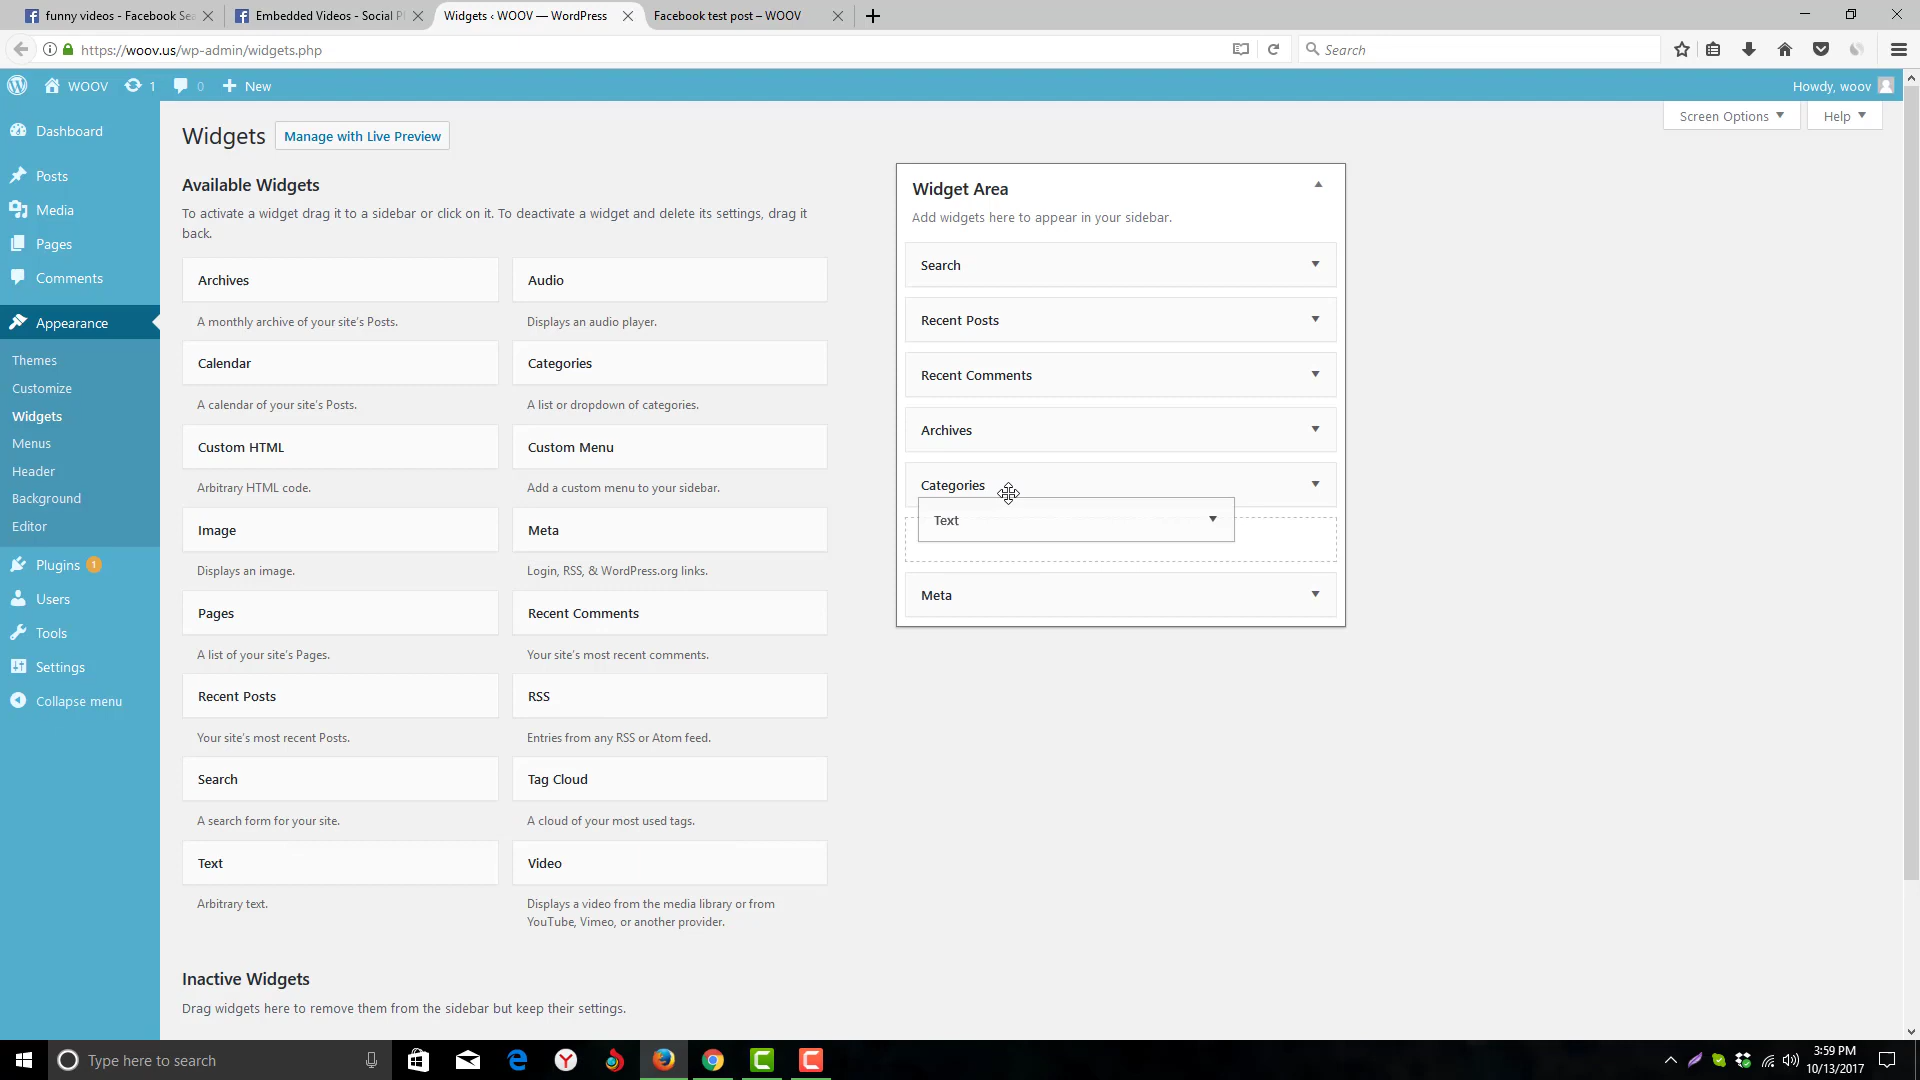 funny videos - Facebook Se
Embedded Videos - Social P
Widgets ‹ WOOV — WordPress
Facebook test post – WOOV
https://woov.us/wp-admin/widgets.php
Search
WOOV
1
0
New
Howdy, woov
Screen Options
Help
Dashboard
Posts
Media
Pages
Comments
Appearance
Themes
Customize
Widgets
Menus
Header
Background
Editor
Plugins 1
Users
Tools
Settings
Collapse menu
Widgets
Manage with Live Preview
Available Widgets
To activate a widget drag it to a sidebar or click on it. To deactivate a widget and delete its settings, drag it
back.
Archives
A monthly archive of your site's Posts.
Audio
Displays an audio player.
Calendar
A calendar of your site's Posts.
Categories
A list or dropdown of categories.
Custom HTML
Arbitrary HTML code.
Custom Menu
Add a custom menu to your sidebar.
Image
Displays an image.
Meta
Login, RSS, & WordPress.org links.
Pages
A list of your site's Pages.
Recent Comments
Your site's most recent comments.
Recent Posts
Your site's most recent Posts.
RSS
Entries from any RSS or Atom feed.
Search
A search form for your site.
Tag Cloud
A cloud of your most used tags.
Text
Arbitrary text.
Video
Displays a video from the media library or from
YouTube, Vimeo, or another provider.
Inactive Widgets
Drag widgets here to remove them from the sidebar but keep their settings.
Widget Area
Add widgets here to appear in your sidebar.
Search
Recent Posts
Recent Comments
Archives
Categories
Text
Meta
Type here to search
3:59 PM
10/13/2017